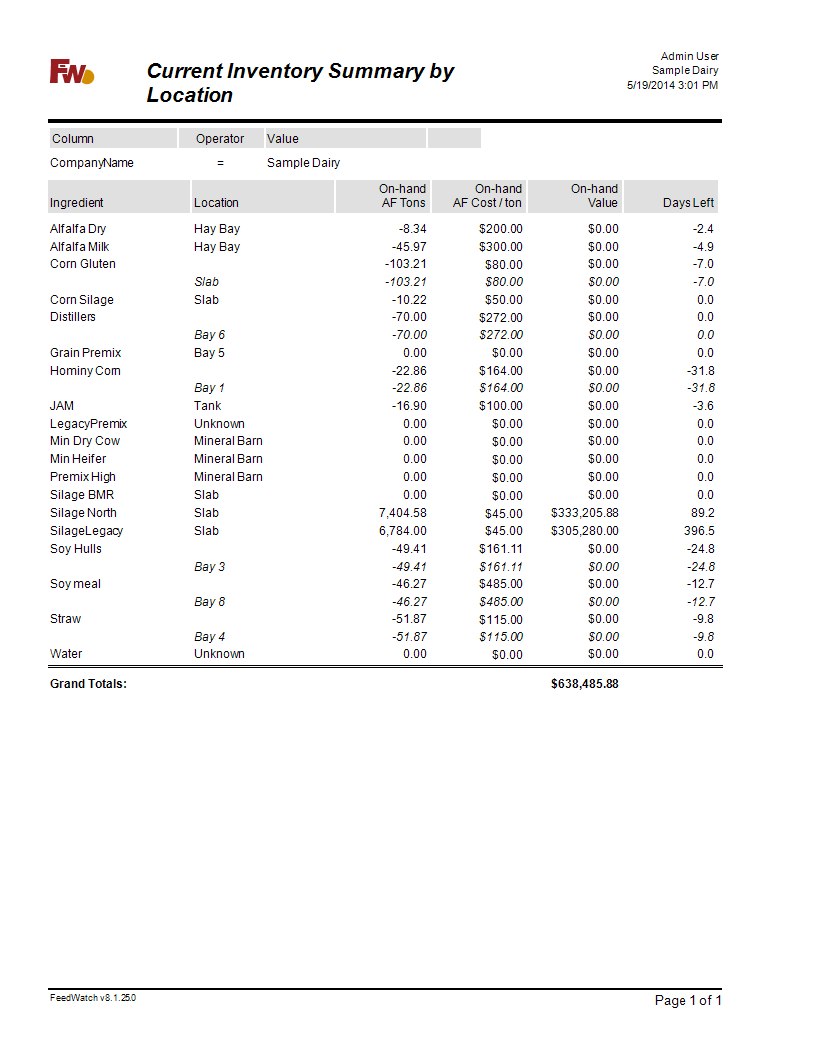 FW
Current Inventory Summary by
Location
Admin User
Sample Dairy
5/19/2014 3:01 PM
Column Operator Value
CompanyName = Sample Dairy
On-hand On-hand On-hand
Ingredient Location AF Tons AF Cost / ton Value Days Left
Alfalfa Dry Hay Bay -8.34 $200.00 $0.00 -2.4
Alfalfa Milk Hay Bay -45.97 $300.00 $0.00 -4.9
Corn Gluten -103.21 $80.00 $0.00 -7.0
Slab -103.21 $80.00 $0.00 -7.0
Corn Silage Slab -10.22 $50.00 $0.00 0.0
Distillers -70.00 $272.00 $0.00 0.0
Bay 6 -70.00 $272.00 $0.00 0.0
Grain Premix Bay 5 0.00 $0.00 $0.00 0.0
Hominy Corn -22.86 $164.00 $0.00 -31.8
Bay 1 -22.86 $164.00 $0.00 -31.8
JAM Tank -16.90 $100.00 $0.00 -3.6
LegacyPremix Unknown 0.00 $0.00 $0.00 0.0
Min Dry Cow Mineral Barn 0.00 $0.00 $0.00 0.0
Min Heifer Mineral Barn 0.00 $0.00 $0.00 0.0
Premix High Mineral Barn 0.00 $0.00 $0.00 0.0
Silage BMR Slab 0.00 $0.00 $0.00 0.0
Silage North Slab 7,404.58 $45.00 $333,205.88 89.2
SilageLegacy Slab 6,784.00 $45.00 $305,280.00 396.5
Soy Hulls -49.41 $161.11 $0.00 -24.8
Bay 3 -49.41 $161.11 $0.00 -24.8
Soy meal -46.27 $485.00 $0.00 -12.7
Bay 8 -46.27 $485.00 $0.00 -12.7
Straw -51.87 $115.00 $0.00 -9.8
Bay 4 -51.87 $115.00 $0.00 -9.8
Water Unknown 0.00 $0.00 $0.00 0.0
Grand Totals: $638,485.88
FeedWatch v8.1.25.0
Page 1 of 1